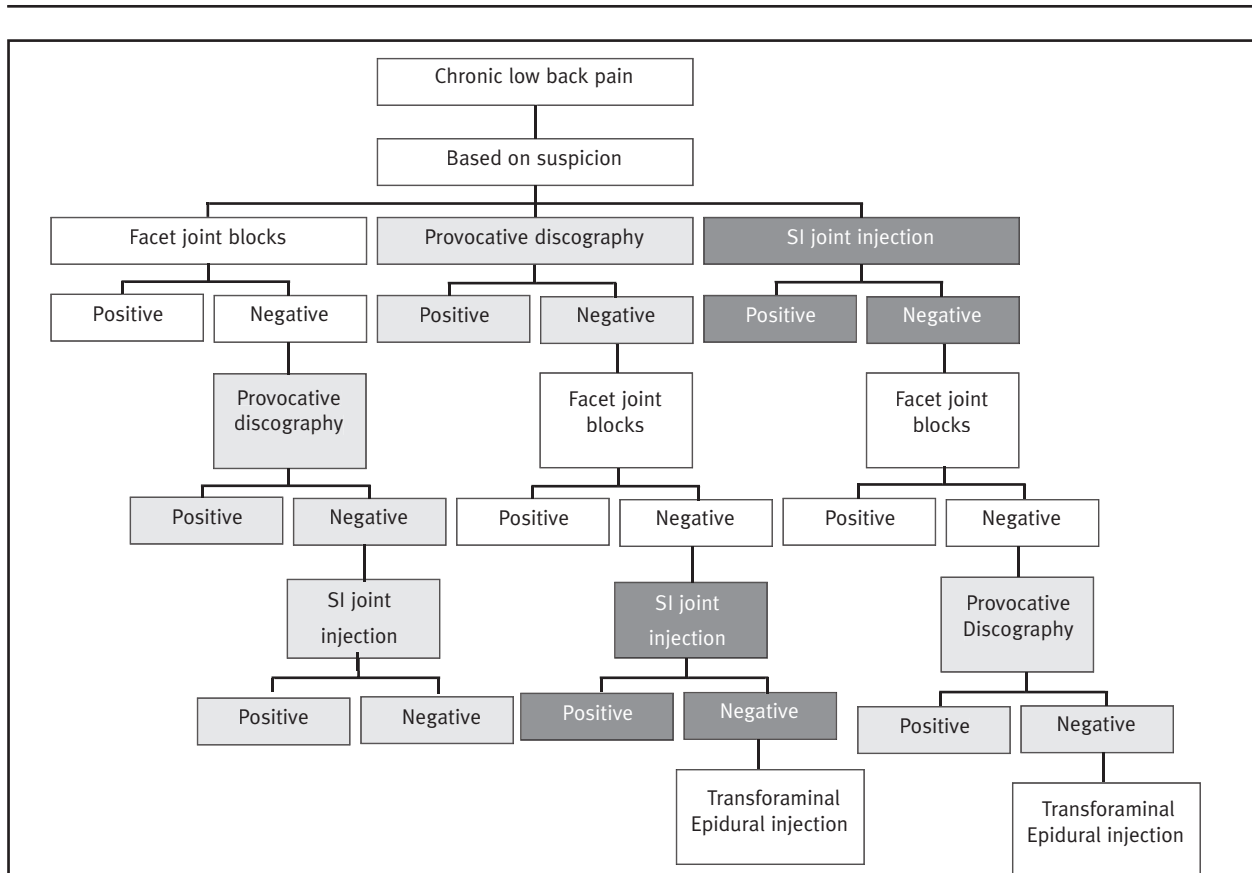 Chronic low back pain
Based on suspicion
Facet joint blocks
Provocative discography
SI joint injection
Positive
Negative
Positive
Negative
Positive
Negative
Provocative
discography
Facet joint
blocks
Facet joint
blocks
Positive
Negative
Positive
Negative
Positive
Negative
SI joint
injection
SI joint
injection
Provocative
Discography
Positive
Negative
Positive
Negative
Positive
Negative
Transforaminal
Epidural injection
Transforaminal
Epidural injection